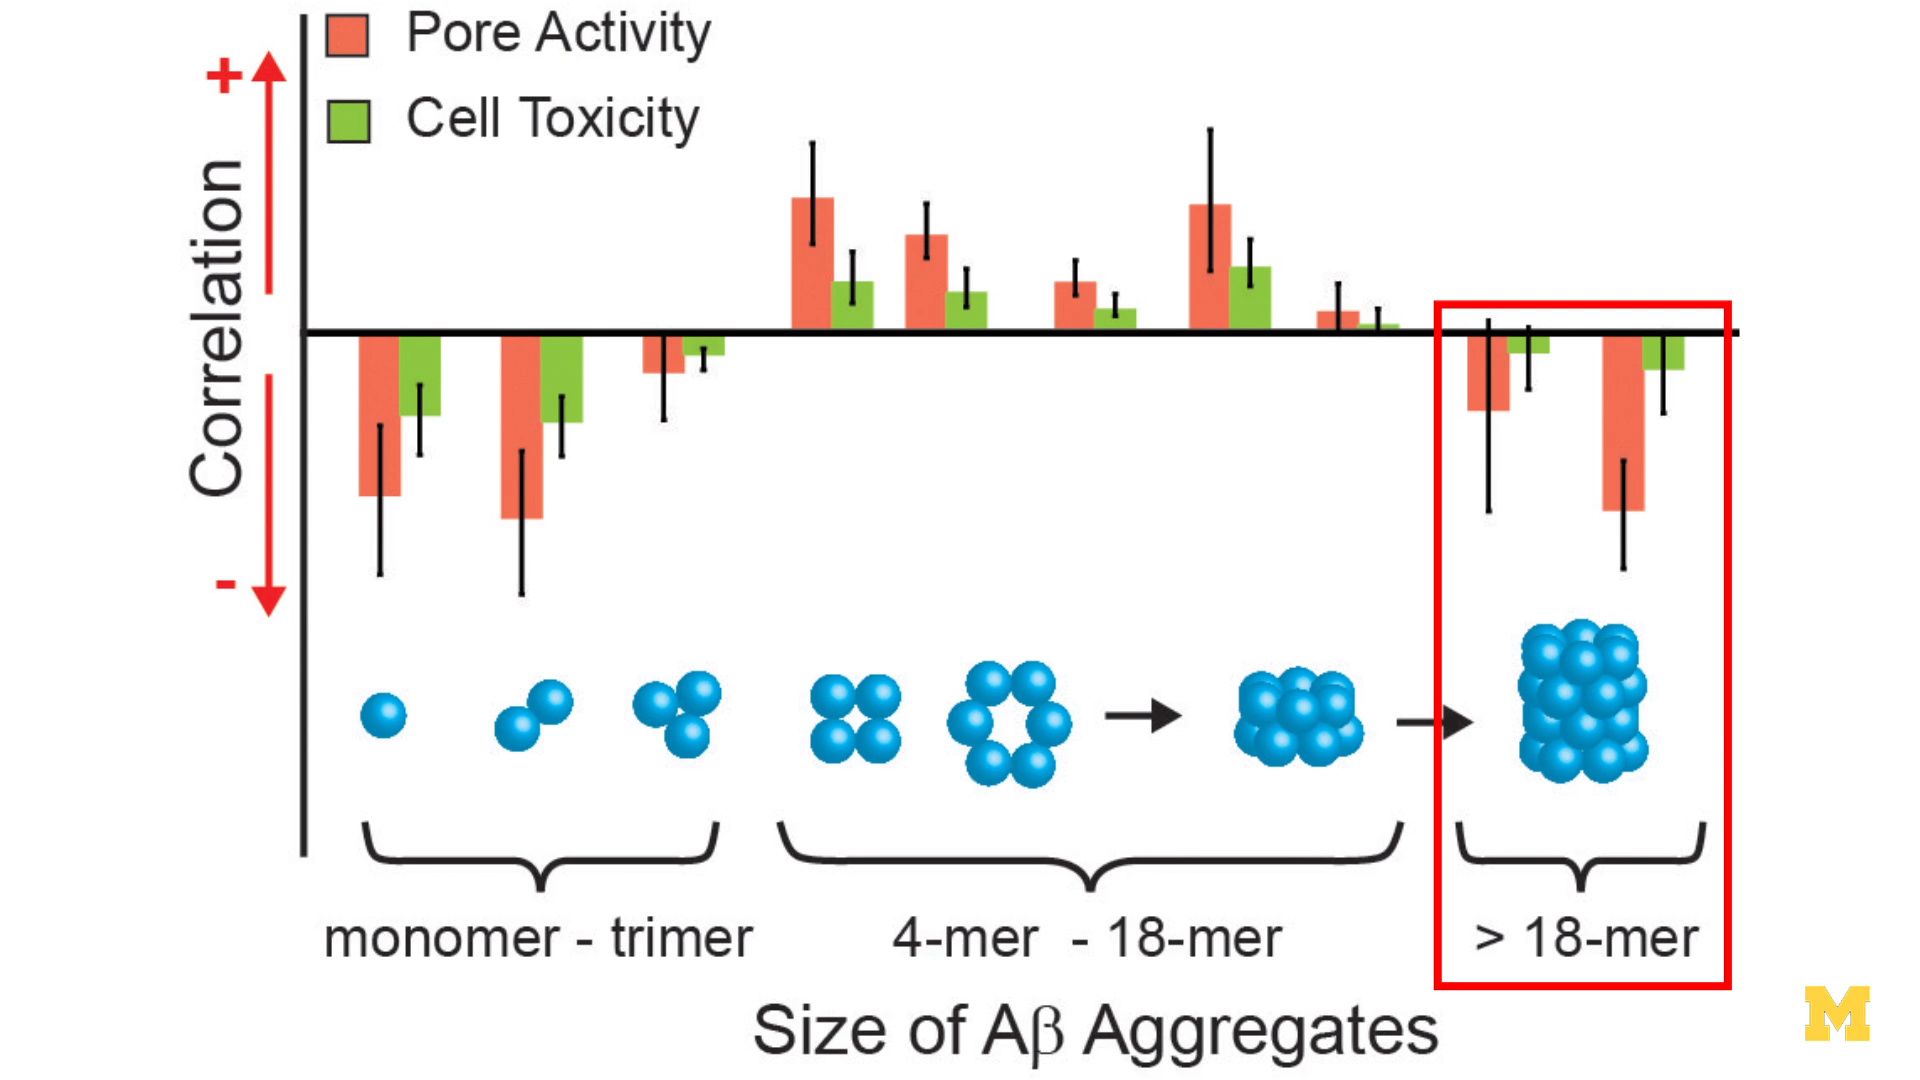 Pore Activity
Cell Toxicity
+
Correlation
-
monomer - trimer
4-mer - 18-mer
> 18-mer
Size of Aβ Aggregates
M